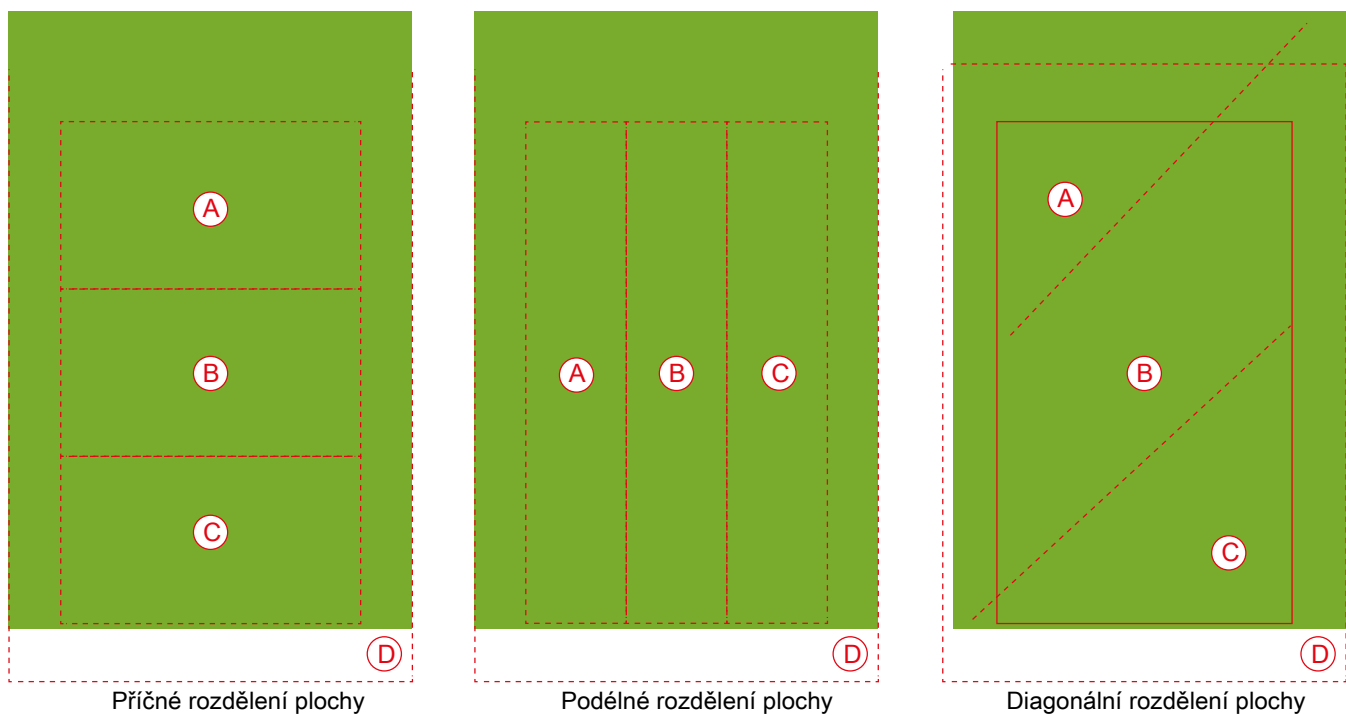 A
B
C
D
Příčné rozdělení plochy
A
B
C
D
Podélné rozdělení plochy
A
B
C
D
Diagonální rozdělení plochy